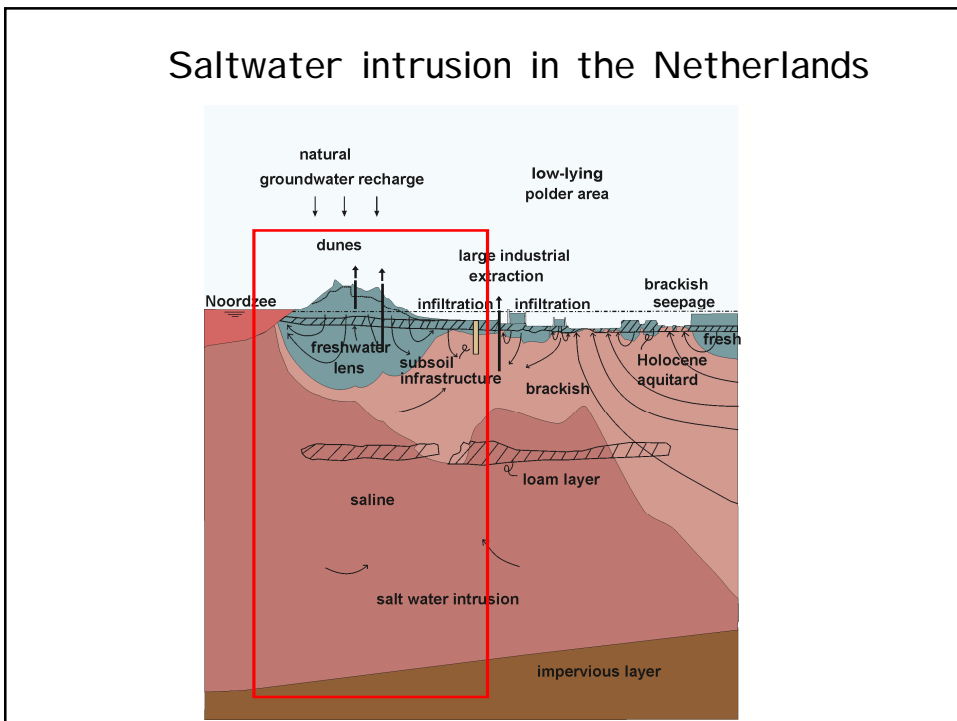 Saltwater intrusion in the Netherlands
natural
groundwater recharge
low-lying
polder area
dunes
large industrial
extraction
brackish
seepage
Noordzee
infiltration
infiltration
freshwater
lens
subsoil
infrastructure
brackish
Holocene
aquitard
fresh
loam layer
saline
salt water intrusion
impervious layer